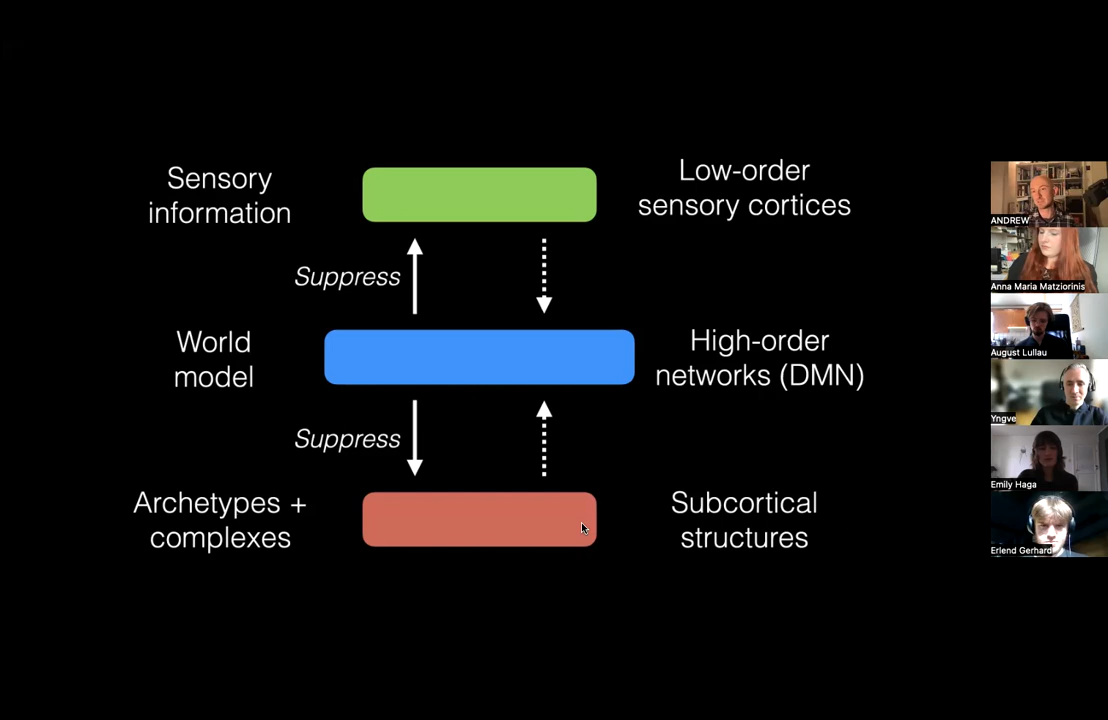 Sensory
information
Low-order
sensory cortices
Suppress
World
model
High-order
networks (DMN)
Suppress
Archetypes +
complexes
Subcortical
structures
ANDREW
Anna Maria Matziorinis
August Lullau
Yngve
Emily Haga
Erlend Gerhard